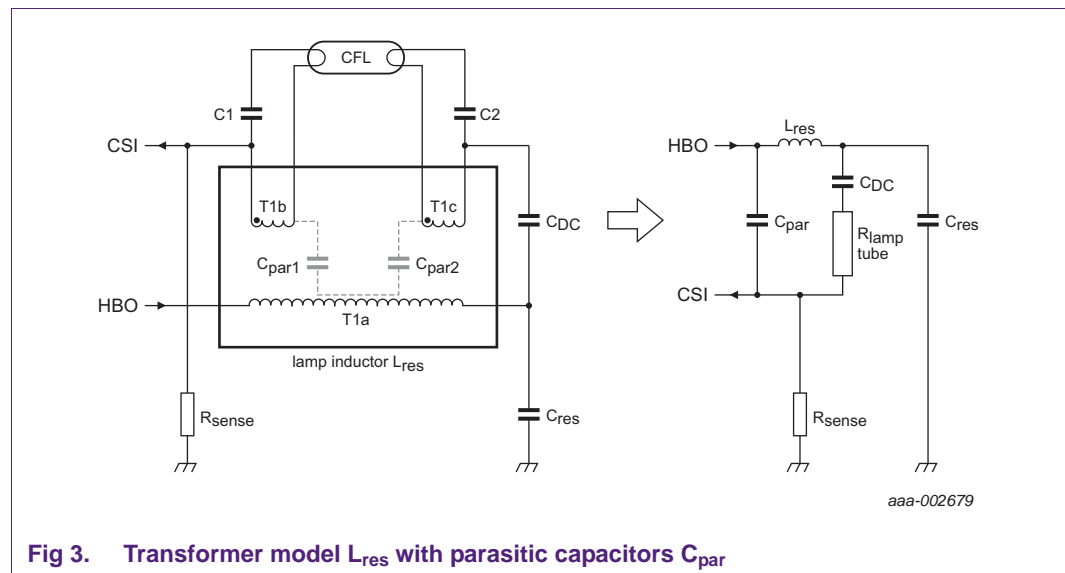 CFL
C1
C2
CSI
T1b
T1c
CDC
Cpar1
Cpar2
HBO
T1a
lamp inductor Lres
Rsense
Cres
Lres
HBO
CDC
Cpar
Rlamp
tube
Cres
CSI
Rsense
aaa-002679
Fig 3. Transformer model Lres with parasitic capacitors Cpar